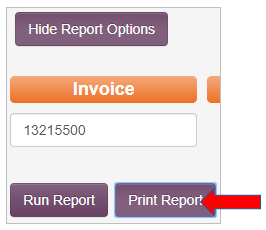 Hide Report Options
Invoice
13215500
Run Report Print Report